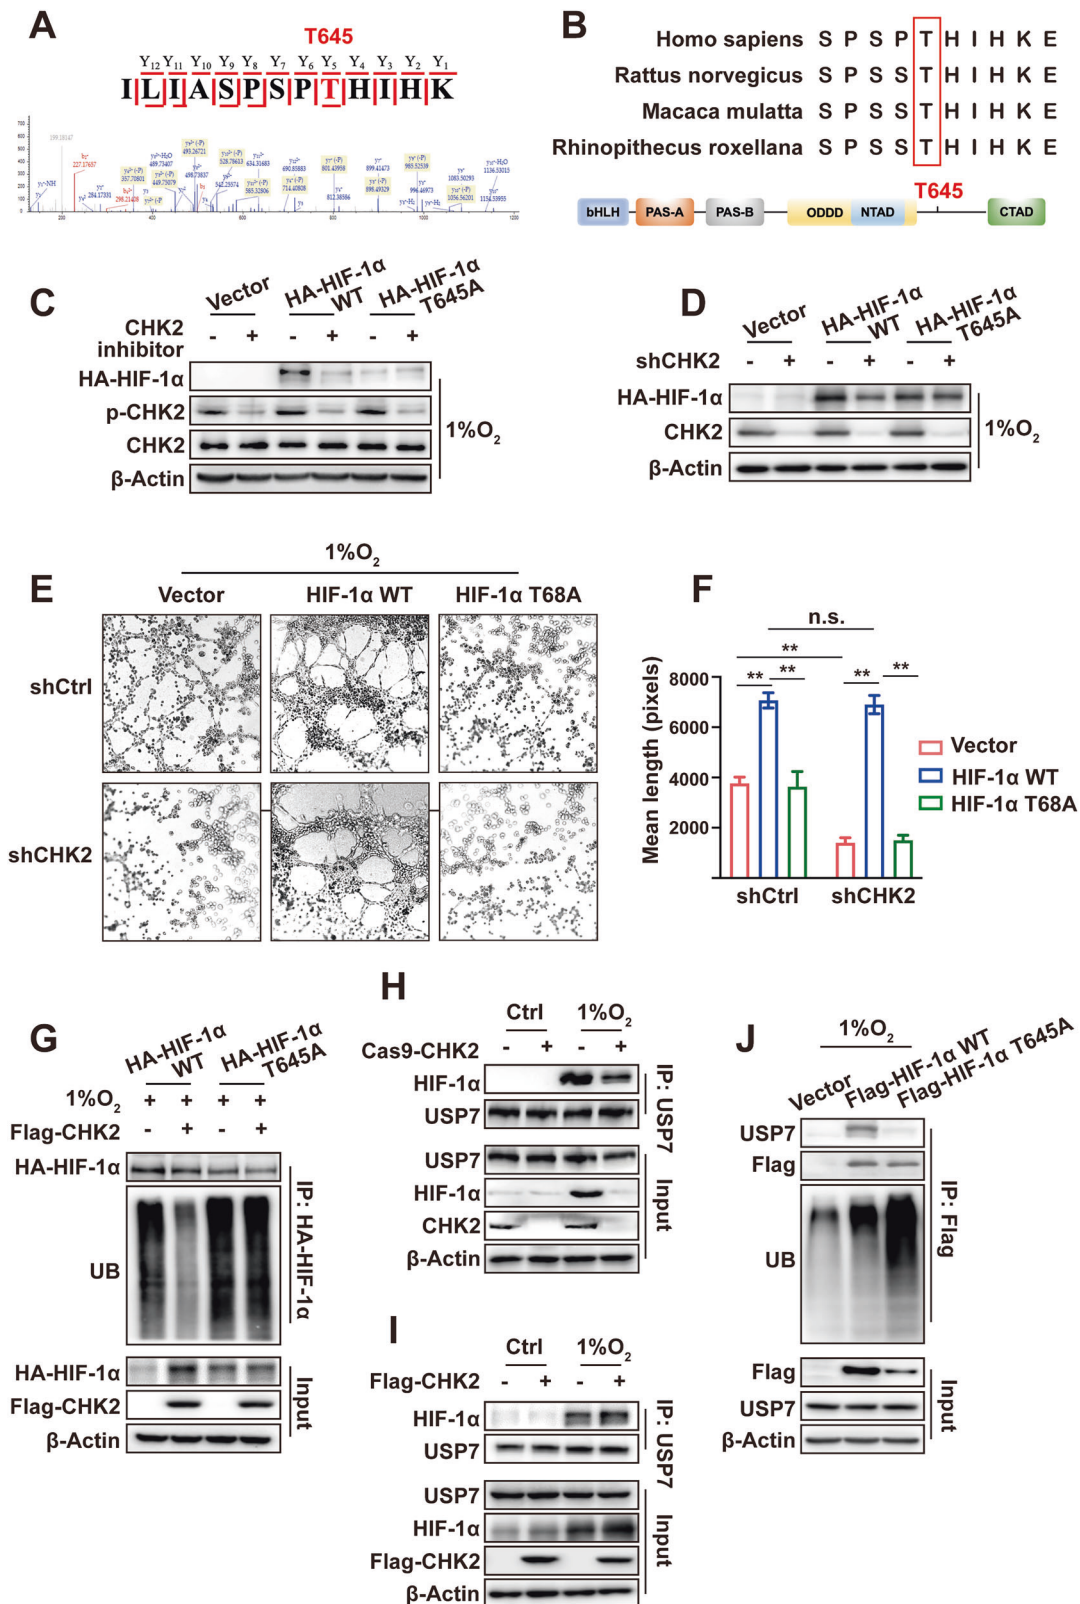 A
T645
Y12 Y11 Y10 Y9 Y8 Y7 Y6 Y5 Y4 Y3 Y2 Y1
I L I A S P S P T H I H K
B
Homo sapiens S P S P T H I H K E
Rattus norvegicus S P S S T H I H K E
Macaca mulatta S P S S T H I H K E
Rhinopithecus roxellana S P S S T H I H K E
T645
bHLH PAS-A PAS-B ODDD NTAD CTAD
C
Vector HA-HIF-1α WT HA-HIF-1α T645A
CHK2 inhibitor - + - + - +
HA-HIF-1α
p-CHK2
CHK2
β-Actin
1%O2
D
Vector HA-HIF-1α WT HA-HIF-1α T645A
shCHK2 - + - + - +
HA-HIF-1α
CHK2
β-Actin
1%O2
E
1%O2
Vector HIF-1α WT HIF-1α T68A
shCtrl
shCHK2
F
n.s.
**
** ** ** **
Mean length (pixels)
8000
6000
4000
2000
shCtrl shCHK2
Vector
HIF-1α WT
HIF-1α T68A
G
HA-HIF-1α WT HA-HIF-1α T645A
1%O2 + + + +
Flag-CHK2 - + - +
HA-HIF-1α
UB
IP: HA-HIF-1α
HA-HIF-1α
Flag-CHK2
β-Actin
Input
H
Ctrl 1%O2
Cas9-CHK2 - + - +
HIF-1α
USP7
IP: USP7
USP7
HIF-1α
CHK2
β-Actin
Input
I
Ctrl 1%O2
Flag-CHK2 - + - +
HIF-1α
USP7
IP: USP7
USP7
HIF-1α
Flag-CHK2
β-Actin
Input
J
1%O2
Vector Flag-HIF-1α WT Flag-HIF-1α T645A
USP7
Flag
UB
IP: Flag
Flag
USP7
β-Actin
Input